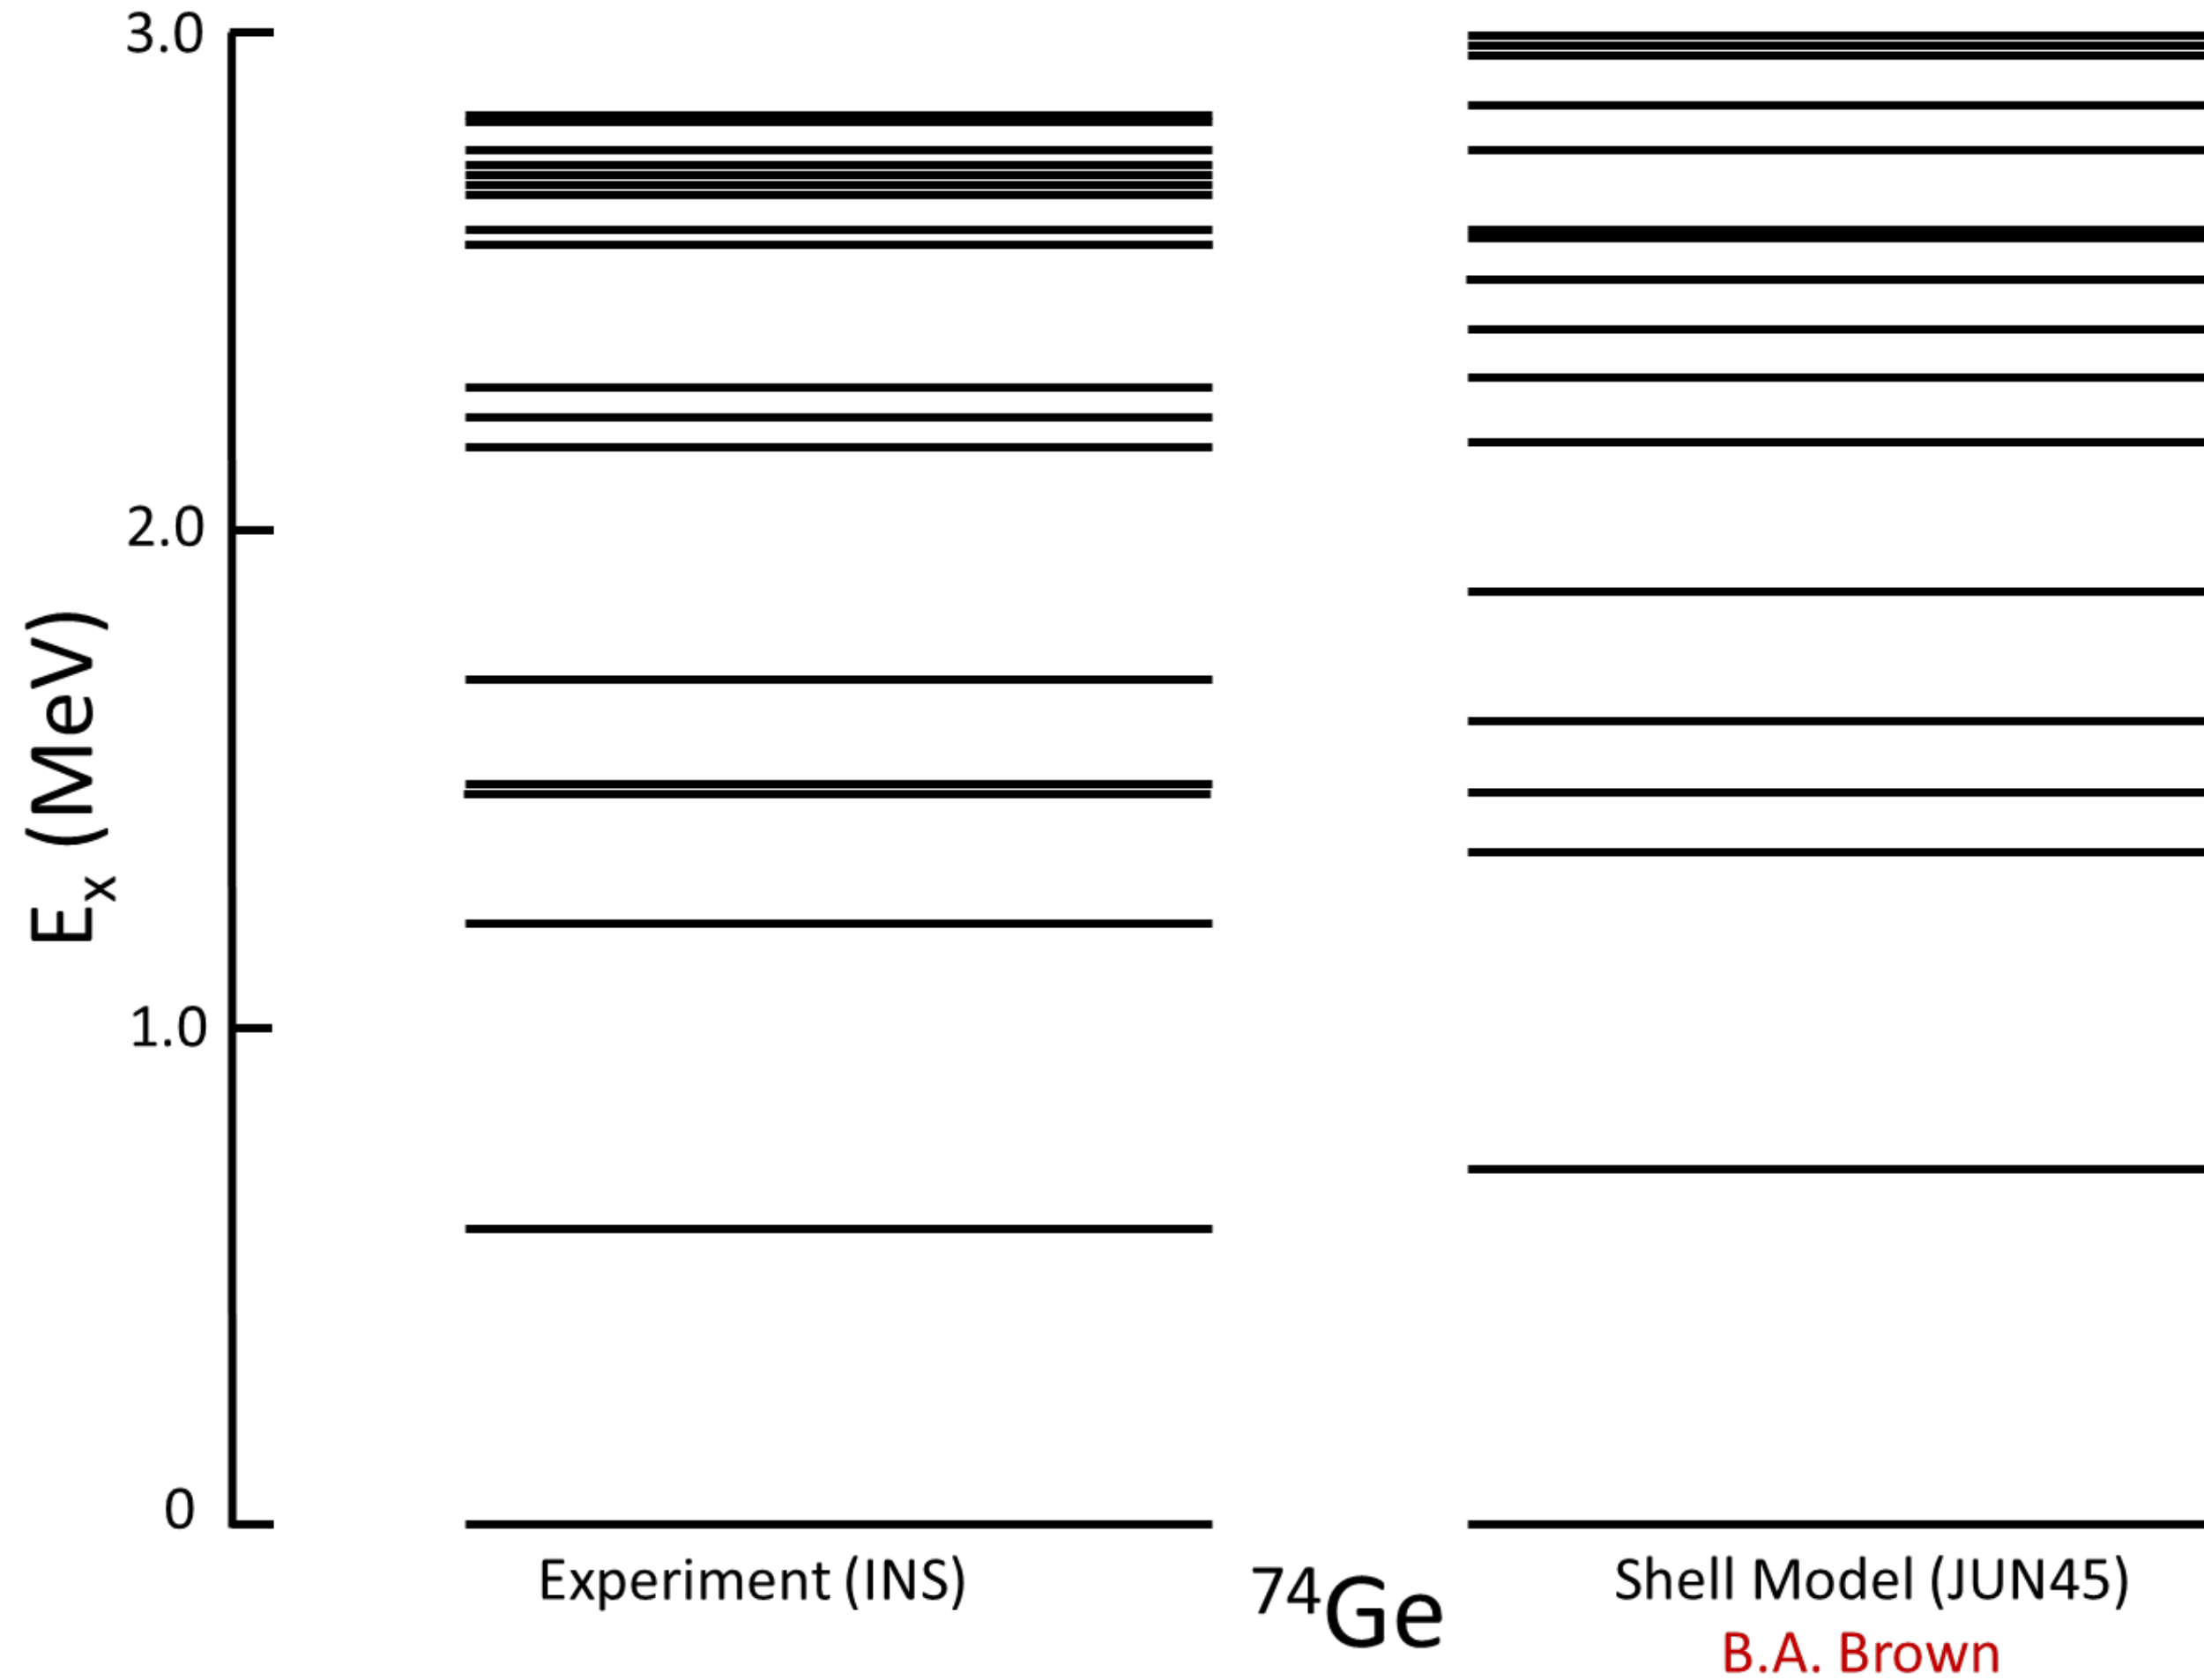 3.0
2.0
1.0
0
Eₓ (MeV)
Experiment (INS)
⁷⁴Ge
Shell Model (JUN45)
B.A. Brown